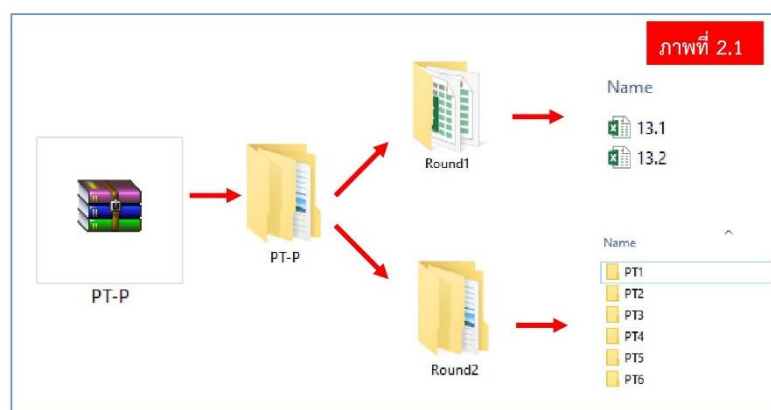 ภาพที่ 2.1
Name
13.1
13.2
Round1
PT-P
PT-P
Name
PT1
PT2
PT3
PT4
PT5
PT6
Round2